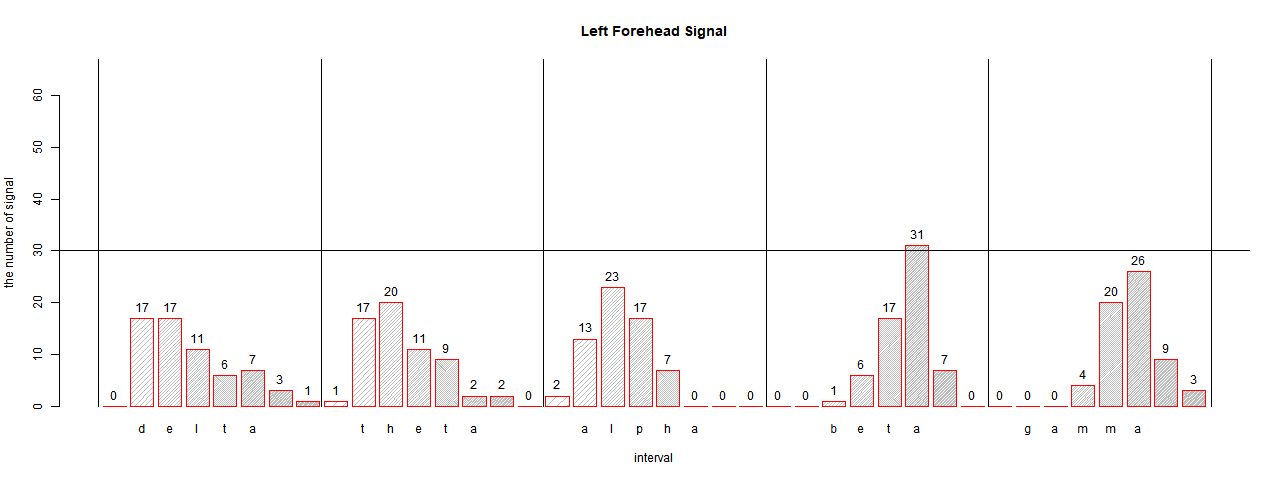 Left Forehead Signal
the number of signal
60
50
40
30
20
10
0
0 17 17 11 6 7 3 1 1 17 20 11 9 2 2 0 2 13 23 17 7 0 0 0 0 0 1 6 17 31 7 0 0 0 0 4 20 26 9 3
d e l t a t h e t a a l p h a b e t a g a m m a
interval